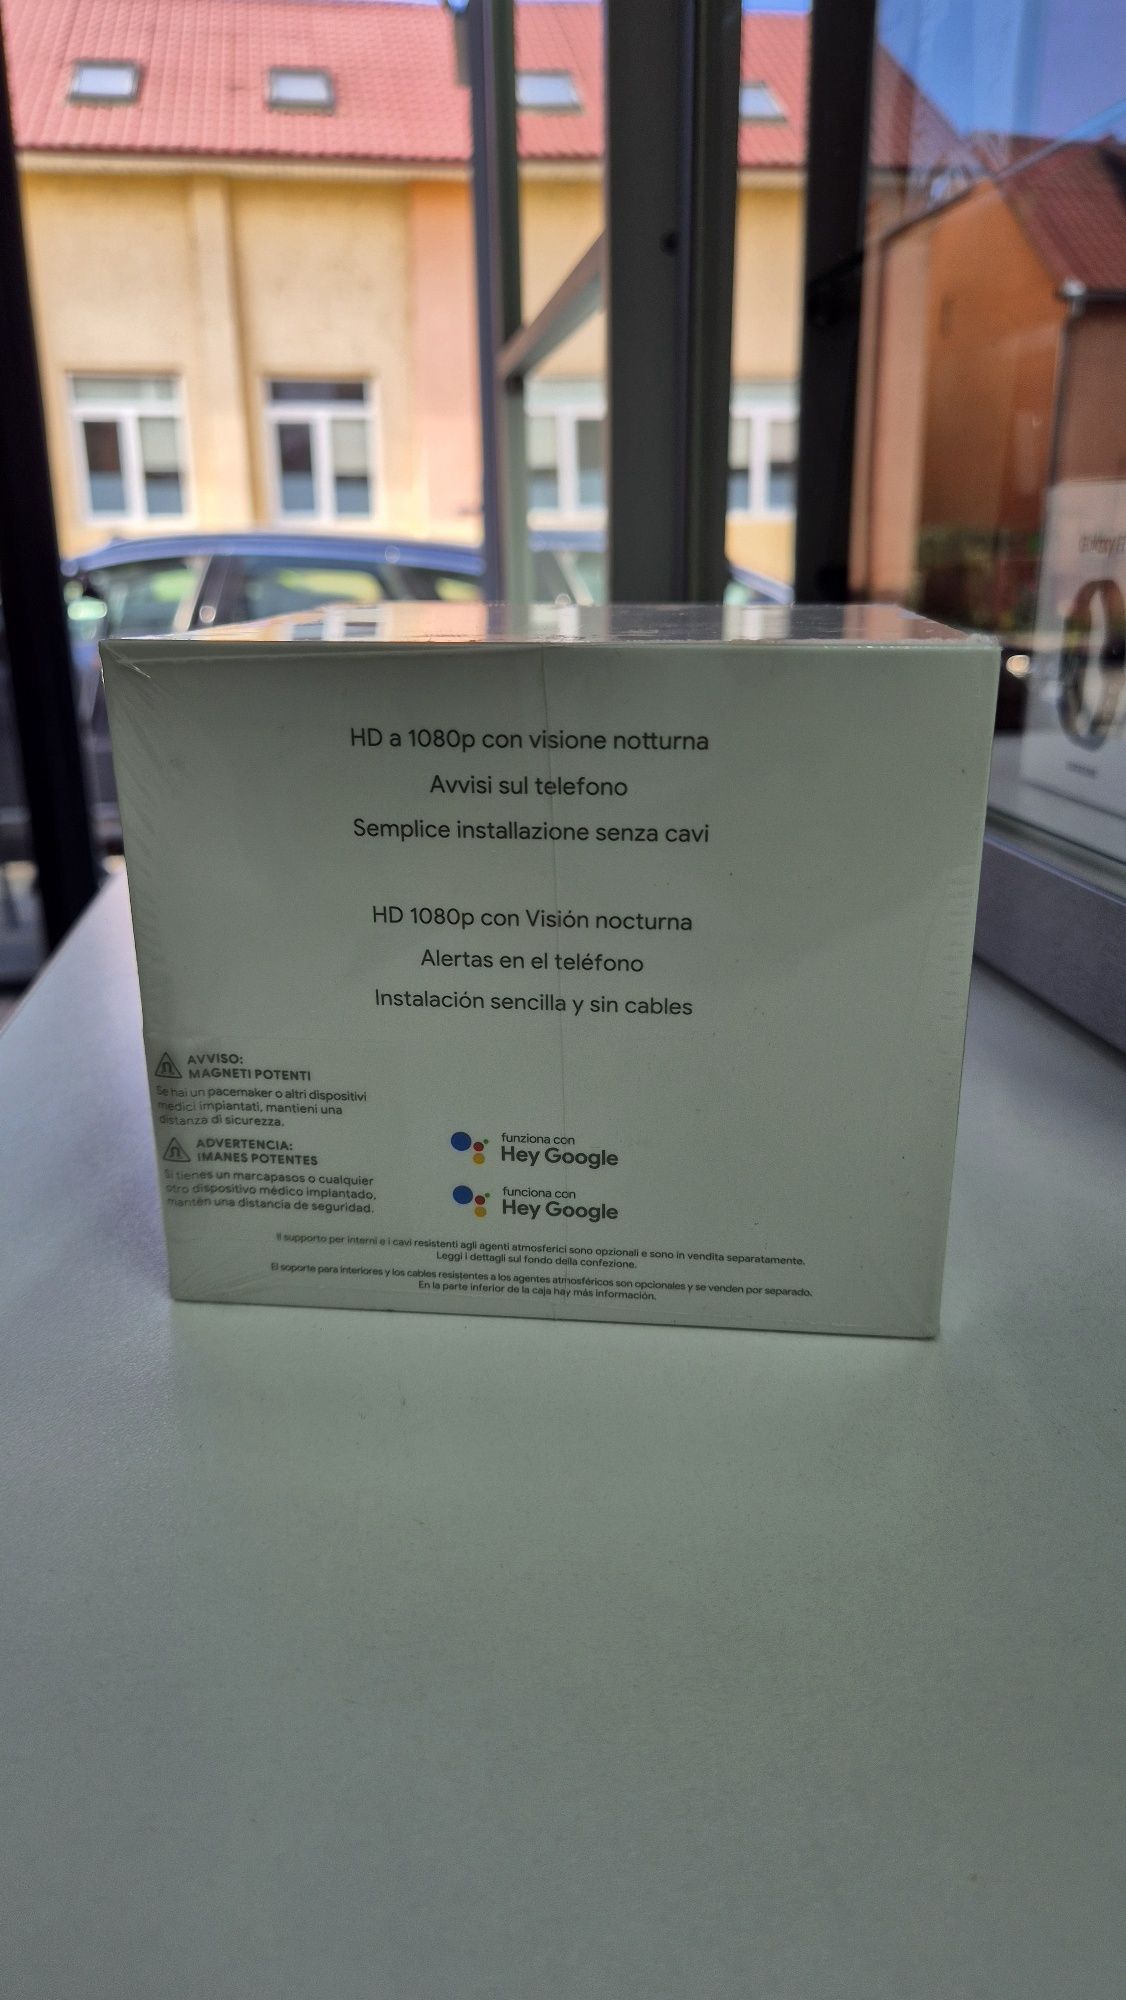 HD a 1080p con visione notturna
Avvisi sul telefono
Semplice installazione senza cavi
HD 1080p con Visión nocturna
Alertas en el teléfono
Instalación sencilla y sin cables
AVVISO:
MAGNETI POTENTI
Se hai un pacemaker o altri dispositivi
medici impiantati, mantieni una
distanza di sicurezza.
ADVERTENCIA:
IMANES POTENTES
Si tienes un marcapasos o cualquier
otro dispositivo médico implantado,
mantén una distancia de seguridad.
funziona con
Hey Google
funciona con
Hey Google
Il supporto per interni e i cavi resistenti agli agenti atmosferici sono opzionali e sono in vendita separatamente.
Leggi i dettagli sul fondo della confezione.
El soporte para interiores y los cables resistentes a los agentes atmosféricos son opcionales y se venden por separado.
En la parte inferior de la caja hay más información.